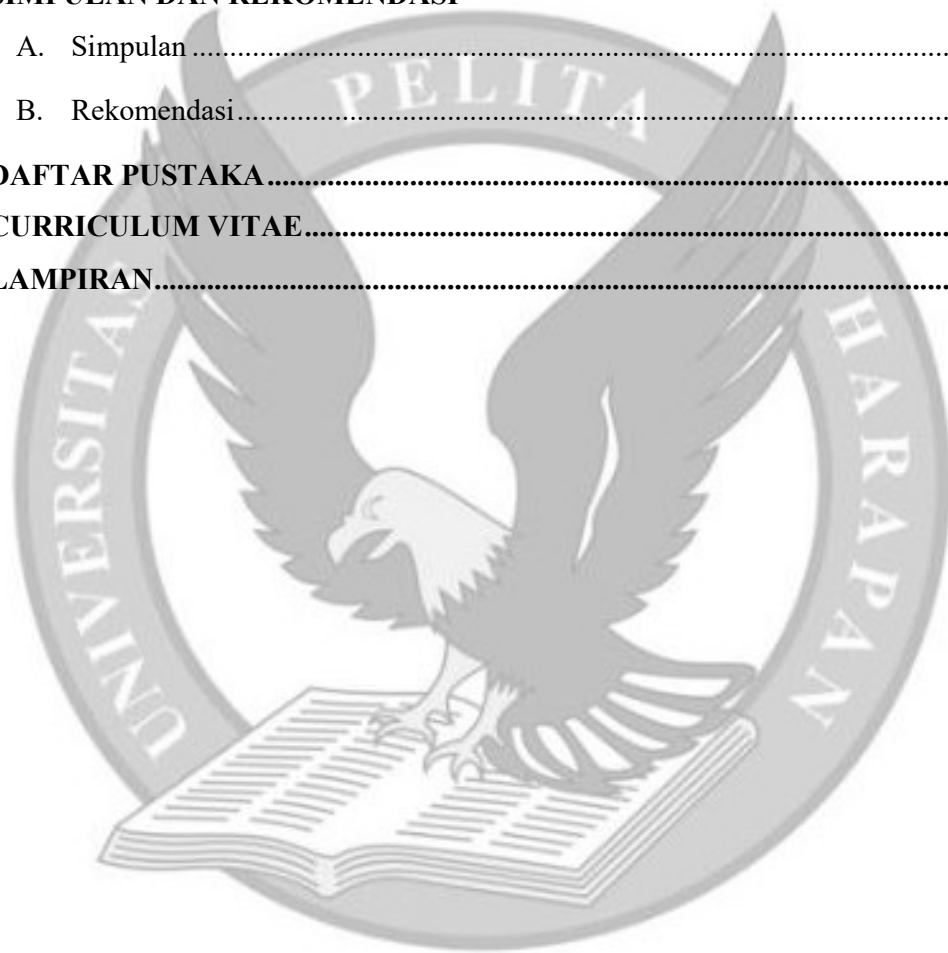 SIMPULAN DAN REKOMENDASI
A. Simpulan........................................................................................................
B. Rekomendasi..................................................................................................
DAFTAR PUSTAKA.........................................................................................
CURRICULUM VITAE....................................................................................
LAMPIRAN.......................................................................................................
UNIVERSITAS PELITA HARAPAN